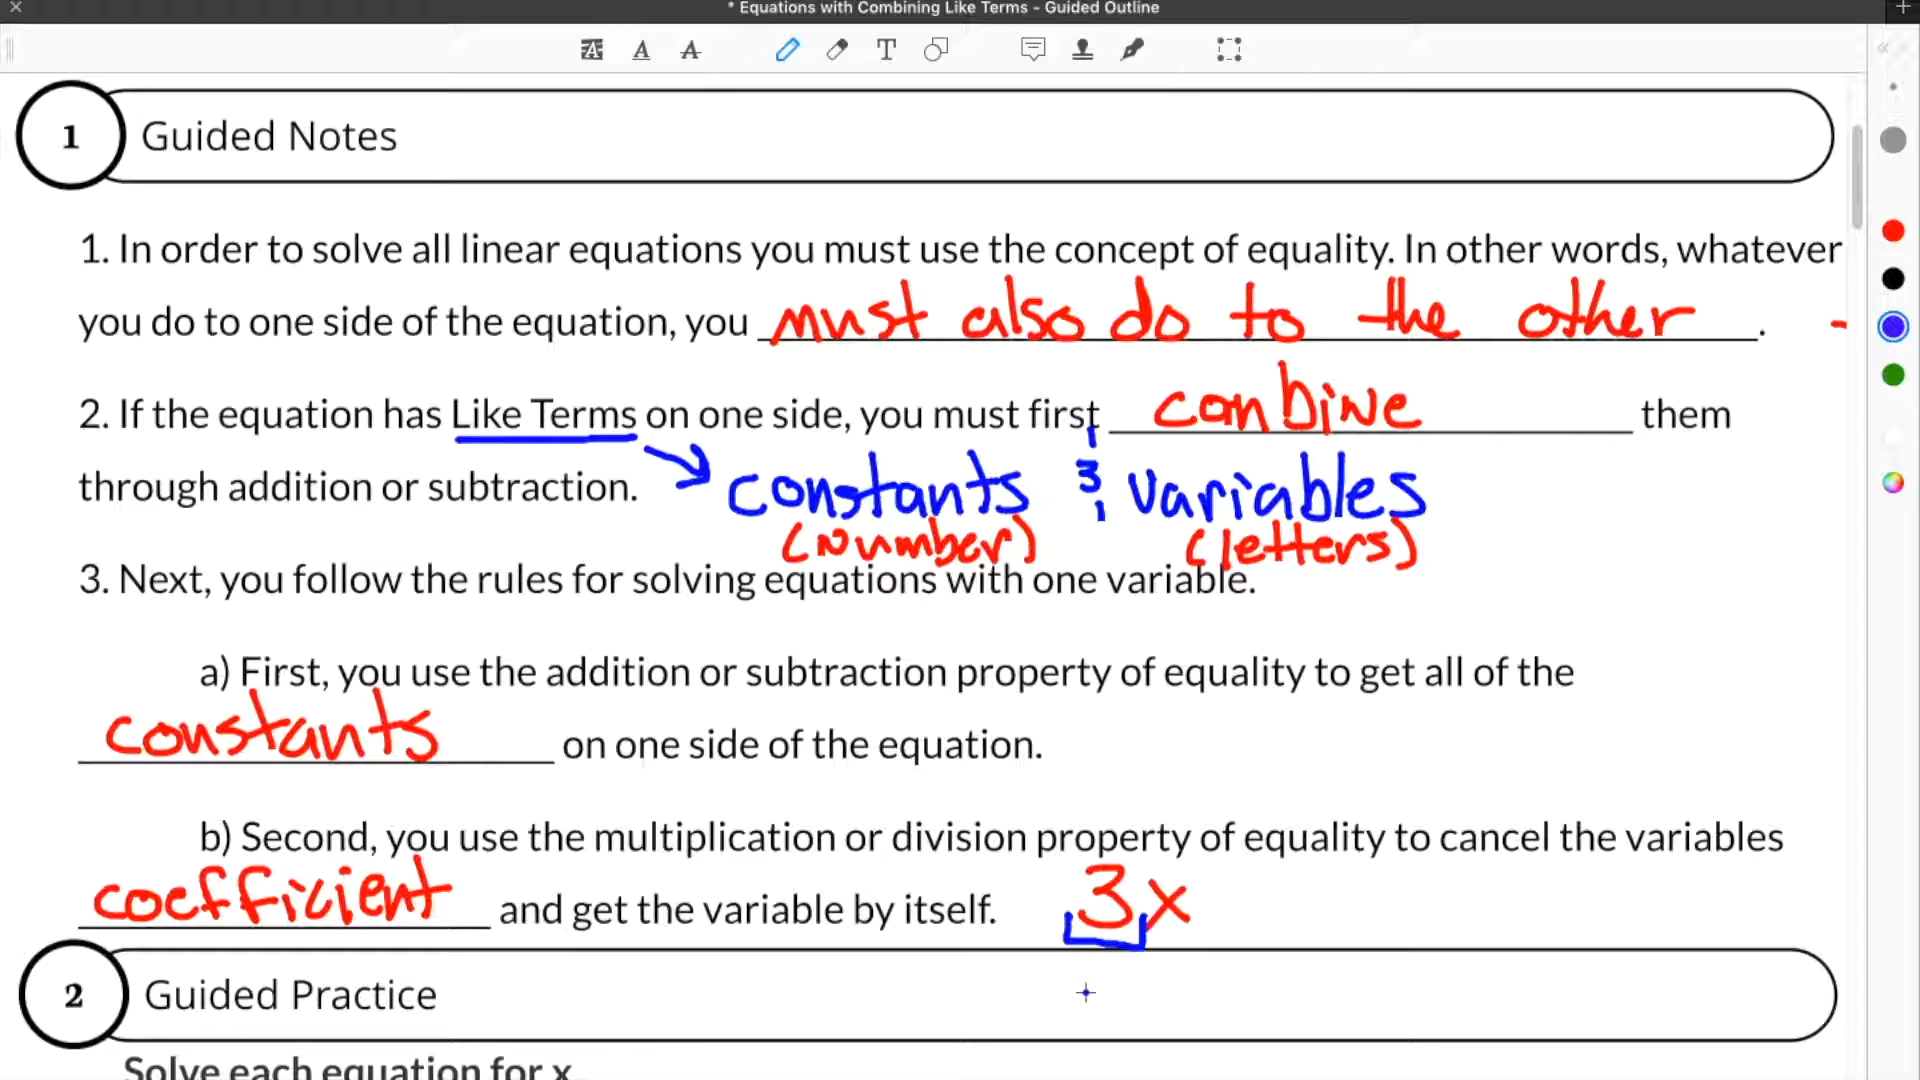 * Equations with Combining Like Terms - Guided Outline
1 Guided Notes
1. In order to solve all linear equations you must use the concept of equality. In other words, whatever
you do to one side of the equation, you must also do to the other.
2. If the equation has Like Terms on one side, you must first combine them
through addition or subtraction. constants & variables
(number) (letters)
3. Next, you follow the rules for solving equations with one variable.
a) First, you use the addition or subtraction property of equality to get all of the
constants on one side of the equation.
b) Second, you use the multiplication or division property of equality to cancel the variables
coefficient and get the variable by itself. 3x
2 Guided Practice
Solve each equation for x.